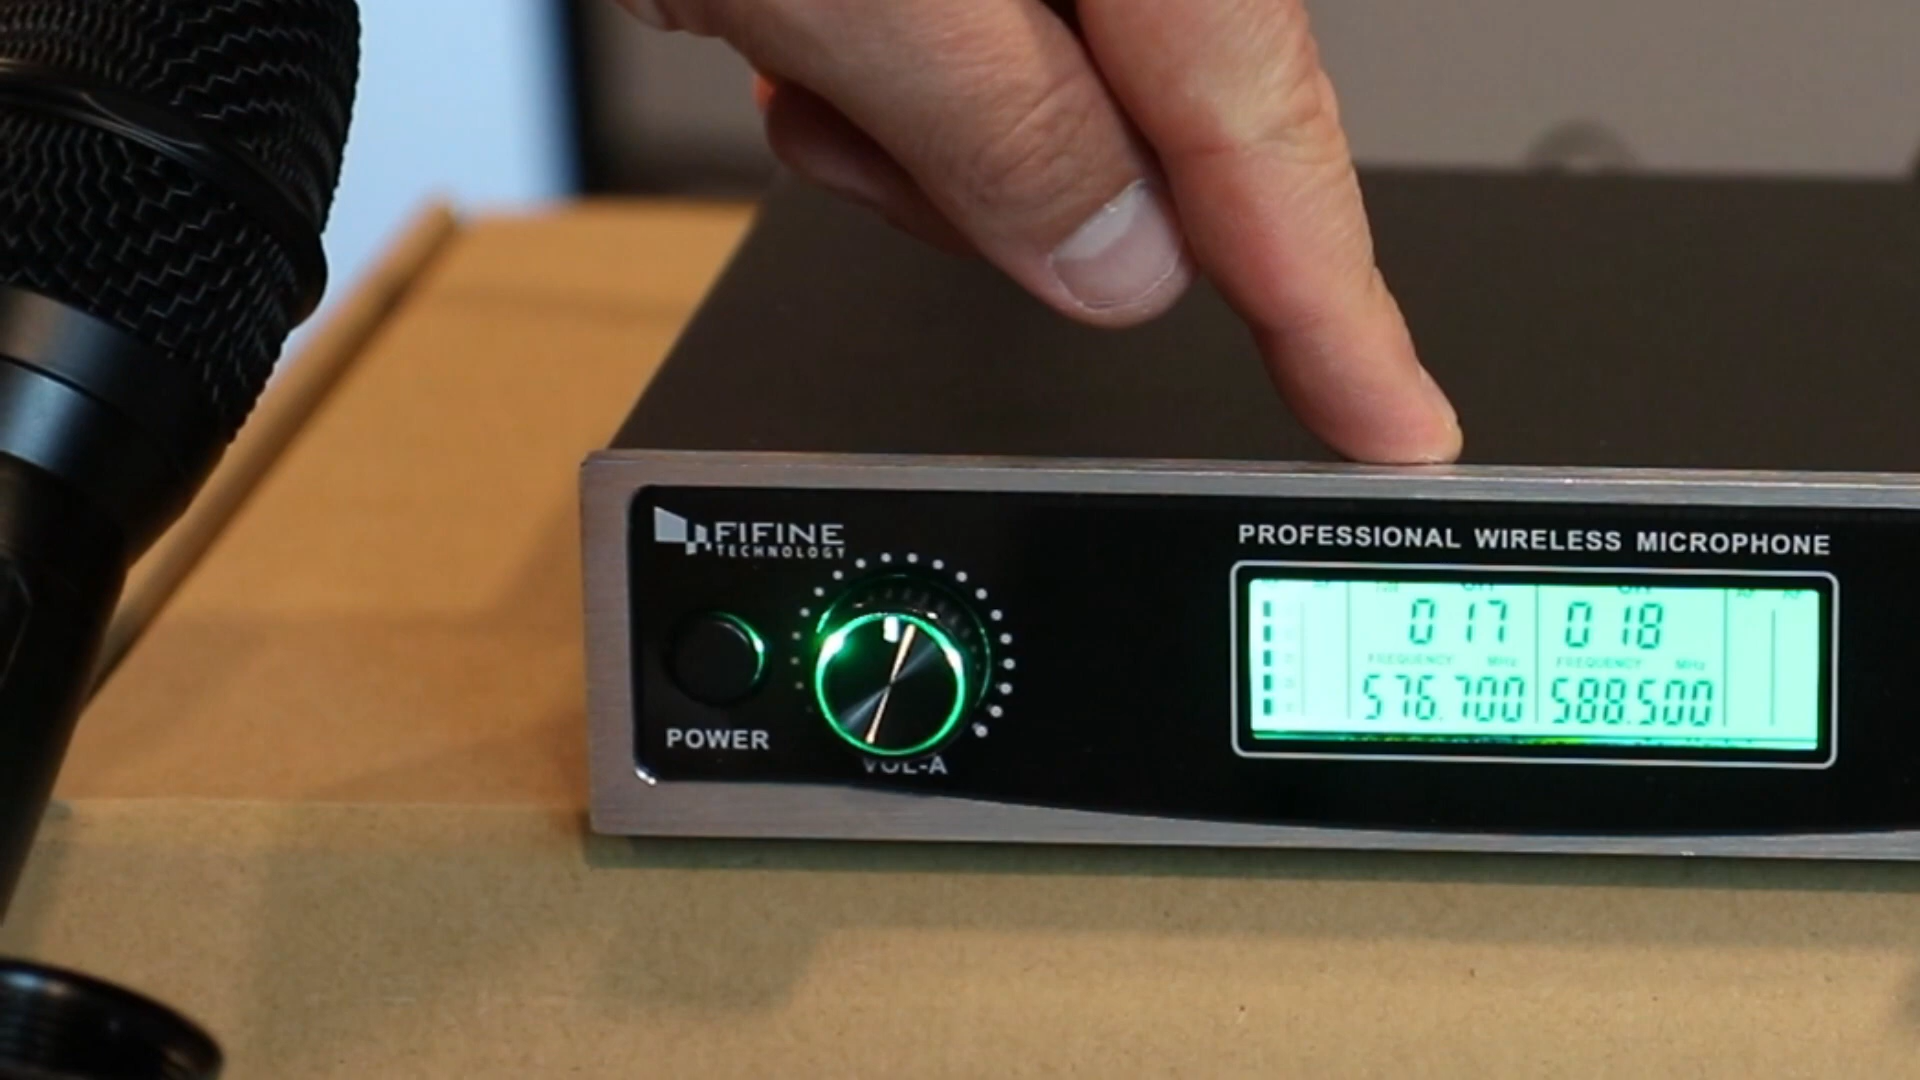 FIFINE
TECHNOLOGY
PROFESSIONAL WIRELESS MICROPHONE
017 018
FREQUENCY MHz FREQUENCY MHz
576.700 588.500
POWER
VOL-A